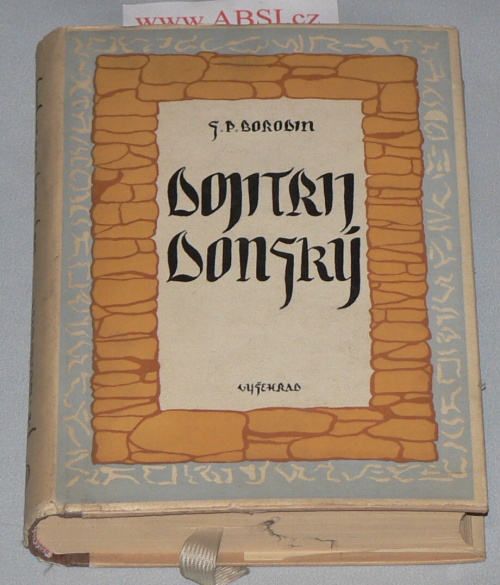 www.ABSI.cz
S. P. BORODIN
DMITRIJ
DONSKÝ
VYŠEHRAD